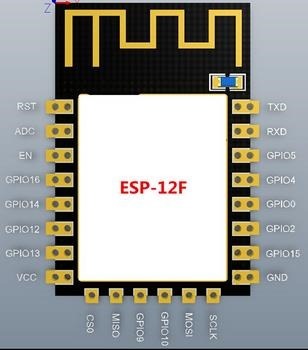 Z
RST
TXD
ADC
RXD
EN
GPIO5
GPIO16
GPIO4
ESP-12F
GPIO14
GPIO0
GPIO12
GPIO2
GPIO13
GPIO15
VCC
GND
CS0
MISO
GPIO9
GPIO10
MOSI
SCLK